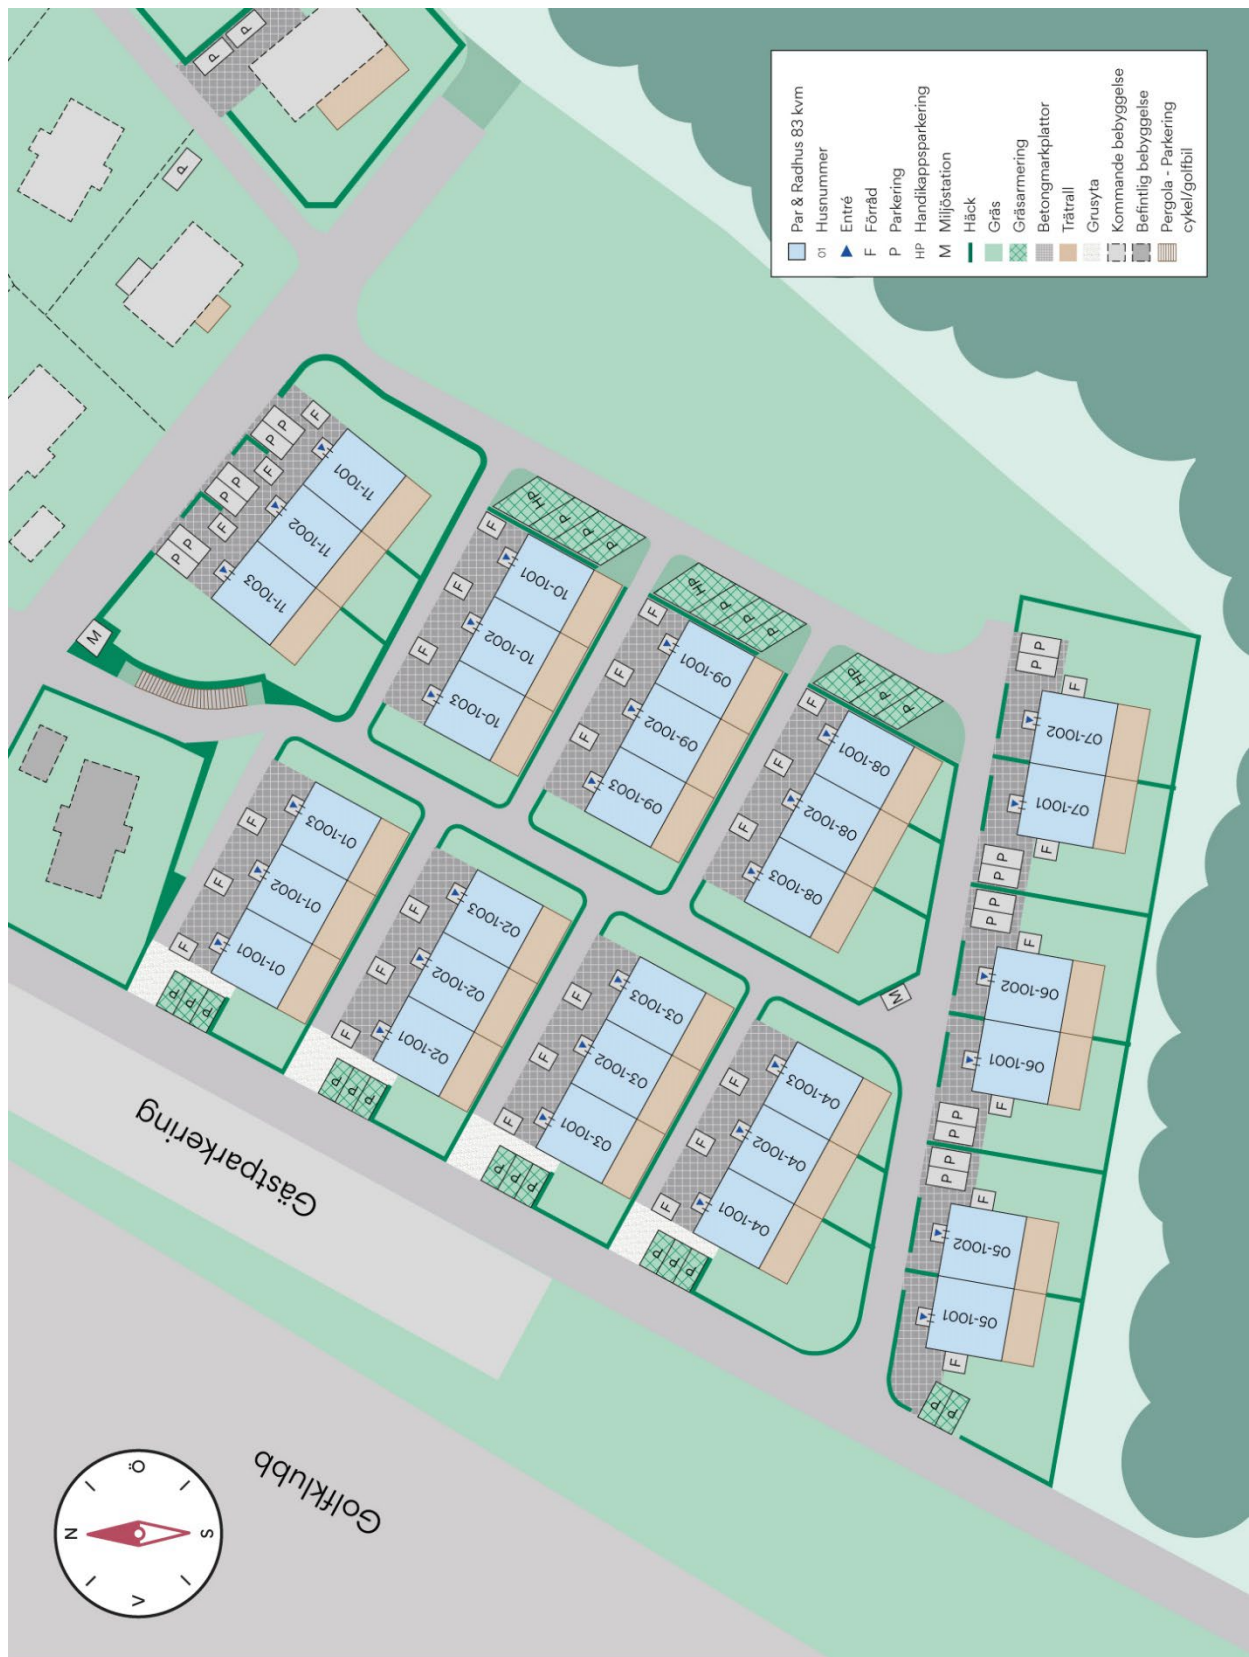 Par & Radhus 83 kvm
01 Husnummer
Entré
F Förråd
P Parkering
HP Handikappsparkering
M Miljöstation
Häck
Gräs
Gräsarmering
Betongmarkplattor
Trätrall
Grusyta
Kommande bebyggelse
Befintlig bebyggelse
Pergola - Parkering
cykel/golfbil
P P
P
P P
P P
P P
F
F
F
11-1001
11-1002
11-1003
M
HP
P
P
P
F
F
F
10-1001
10-1002
10-1003
HP
P
P
P
F
F
F
09-1001
09-1002
09-1003
HP
P
P
F
F
F
08-1001
08-1002
08-1003
M
F
F
F
P P P
01-1001
01-1002
01-1003
F
F
F
P P P
02-1001
02-1002
02-1003
F
F
F
P P P
03-1001
03-1002
03-1003
F
F
F
P P P
04-1001
04-1002
04-1003
P P
F
F
05-1001
05-1002
P P
P P
F
F
06-1001
06-1002
P P
P P
F
F
07-1001
07-1002
P P
Gästparkering
Golfklubb
N
Ö
S
V